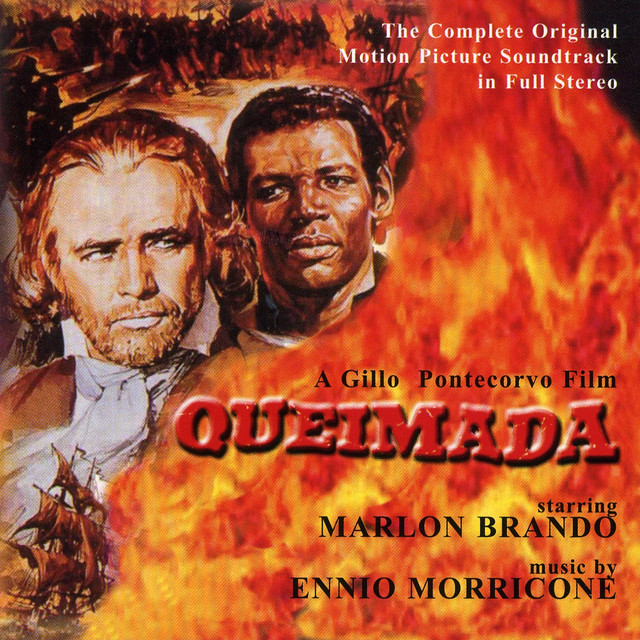 The Complete Original
Motion Picture Soundtrack
in Full Stereo
A Gillo Pontecorvo Film
QUEIMADA
starring
MARLON BRANDO
music by
ENNIO MORRICONE